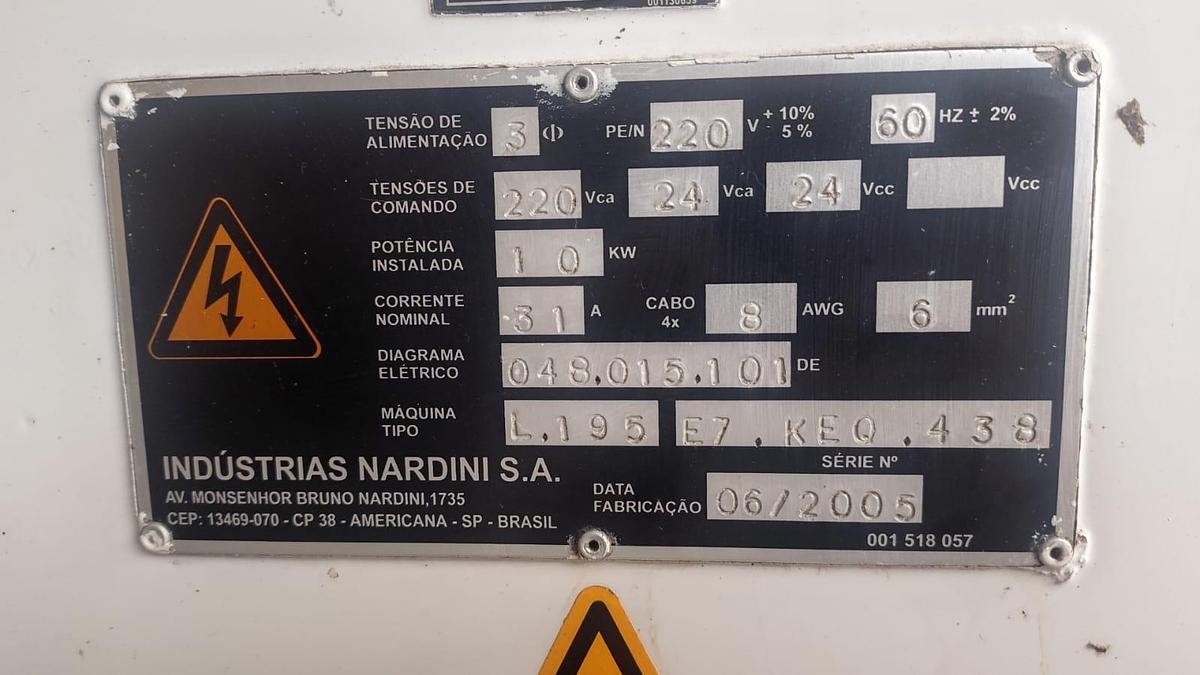 001130659
TENSÃO DE ALIMENTAÇÃO 3 Φ PE/N 220 V + 10% - 5 % 60 HZ ± 2%
TENSÕES DE COMANDO 220 Vca 24 Vca 24 Vcc Vcc
POTÊNCIA INSTALADA 10 KW
CORRENTE NOMINAL 31 A CABO 4x 8 AWG 6 mm²
DIAGRAMA ELÉTRICO 048.015.101 DE
MÁQUINA TIPO L.195 E7.KEQ.438
SÉRIE Nº
INDÚSTRIAS NARDINI S.A.
AV. MONSENHOR BRUNO NARDINI,1735
CEP: 13469-070 - CP 38 - AMERICANA - SP - BRASIL
DATA FABRICAÇÃO 06/2005
001 518 057